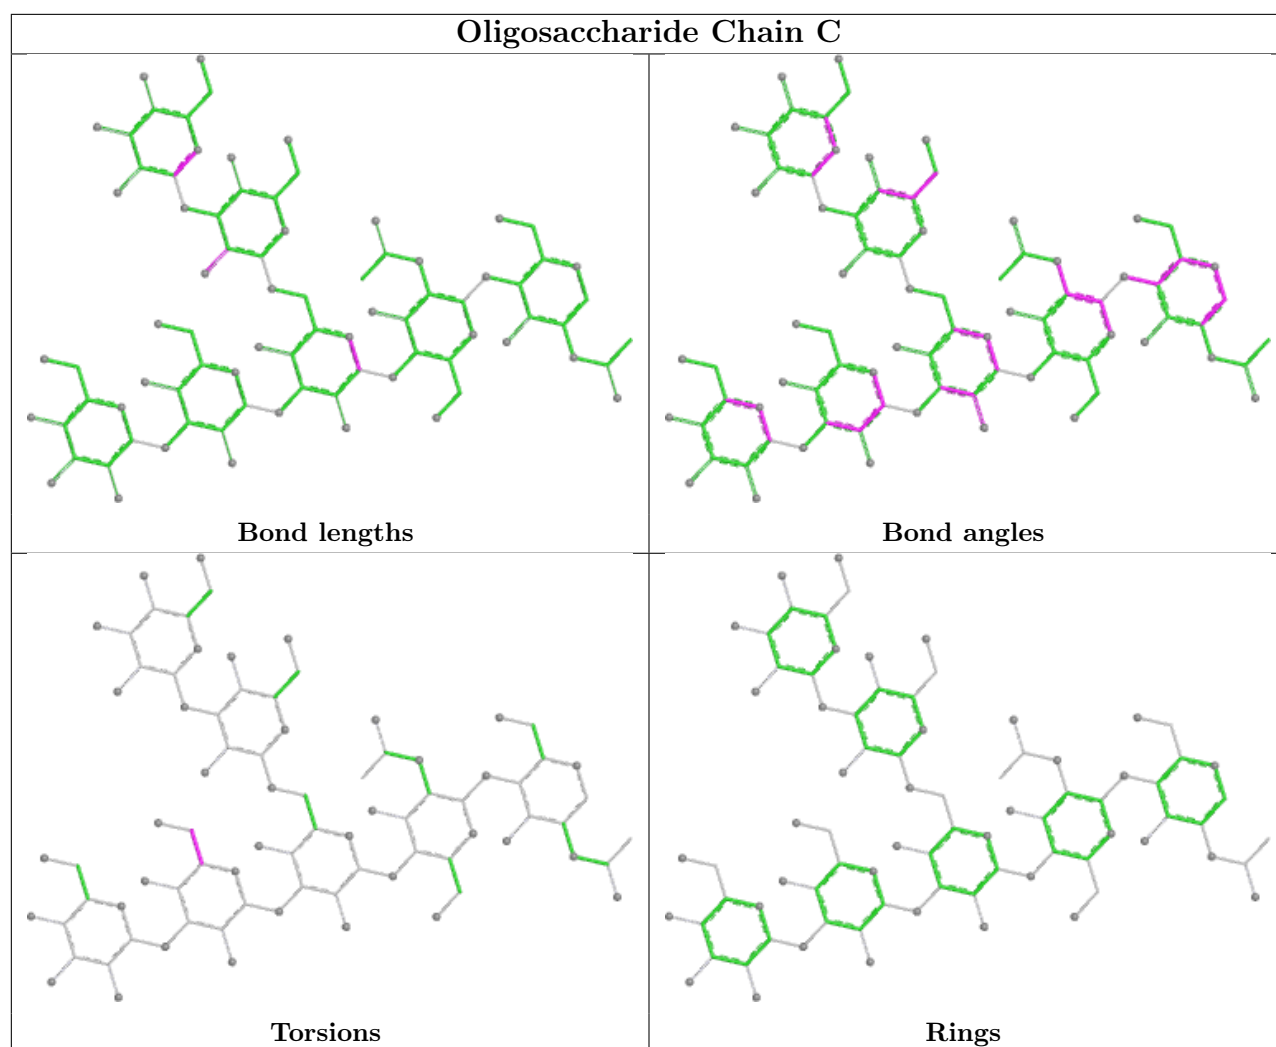 Oligosaccharide Chain C
Bond lengths
Bond angles
Torsions
Rings